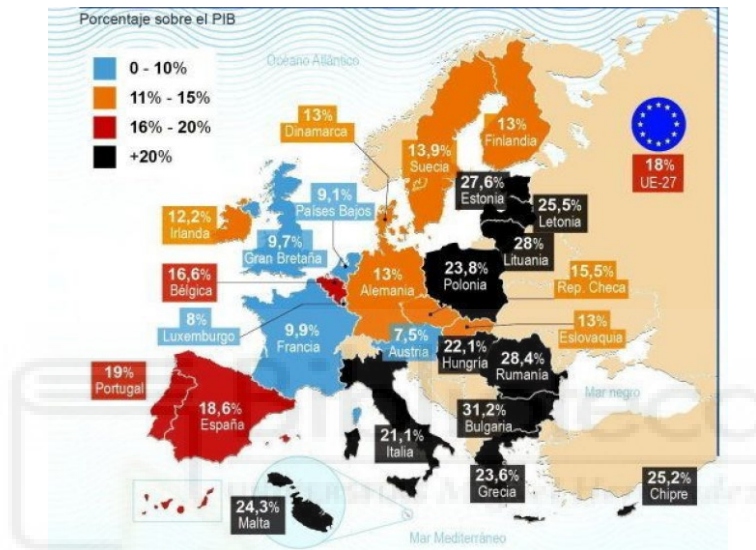 Porcentaje sobre el PIB
0 - 10%
11% - 15%
16% - 20%
+20%
Océano Atlántico
13%
Dinamarca
13,9%
Suecia
13%
Finlandia
18%
UE-27
27,6%
Estonia
25,5%
Letonia
28%
Lituania
9,1%
Países Bajos
12,2%
Irlanda
9,7%
Gran Bretaña
16,6%
Bélgica
13%
Alemania
23,8%
Polonia
15,5%
Rep. Checa
8%
Luxemburgo
9,9%
Francia
7,5%
Austria
13%
Eslovaquia
22,1%
Hungría
28,4%
Rumanía
Mar negro
19%
Portugal
18,6%
España
21,1%
Italia
31,2%
Bulgaria
23,6%
Grecia
25,2%
Chipre
24,3%
Malta
Mar Mediterráneo